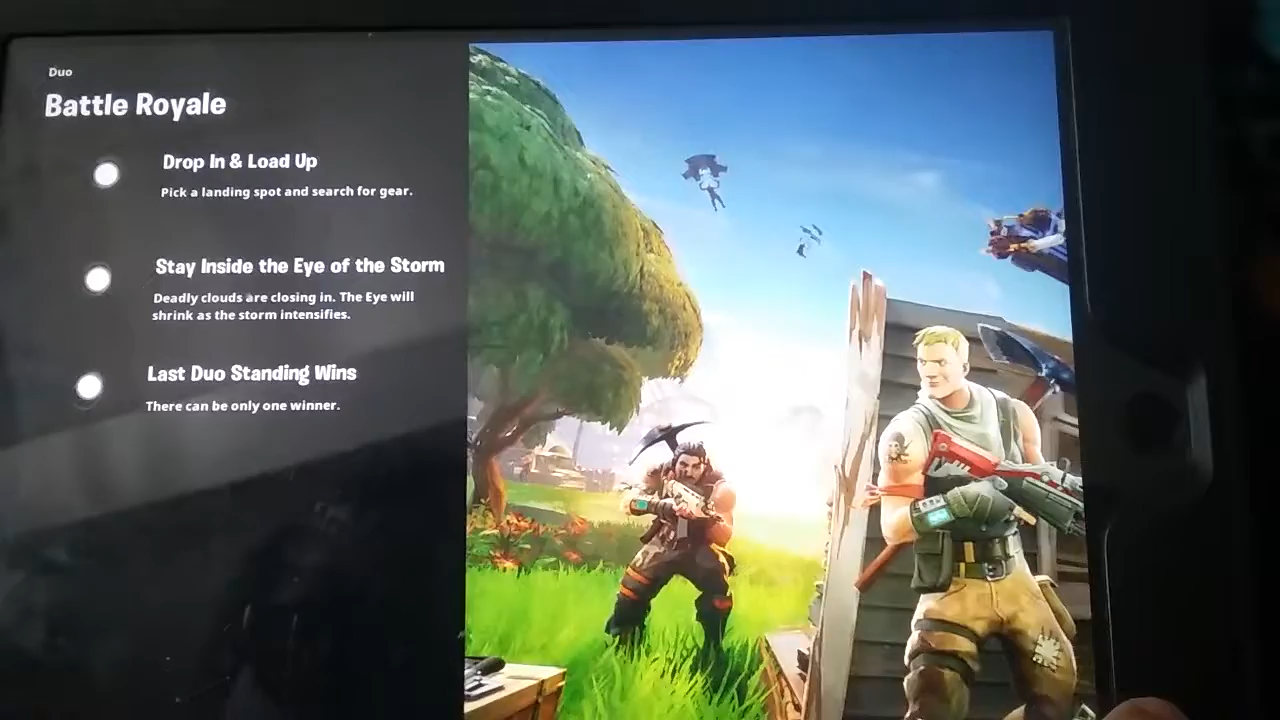 Duo
Battle Royale
Drop In & Load Up
Pick a landing spot and search for gear.
Stay Inside the Eye of the Storm
Deadly clouds are closing in. The Eye will
shrink as the storm intensifies.
Last Duo Standing Wins
There can be only one winner.